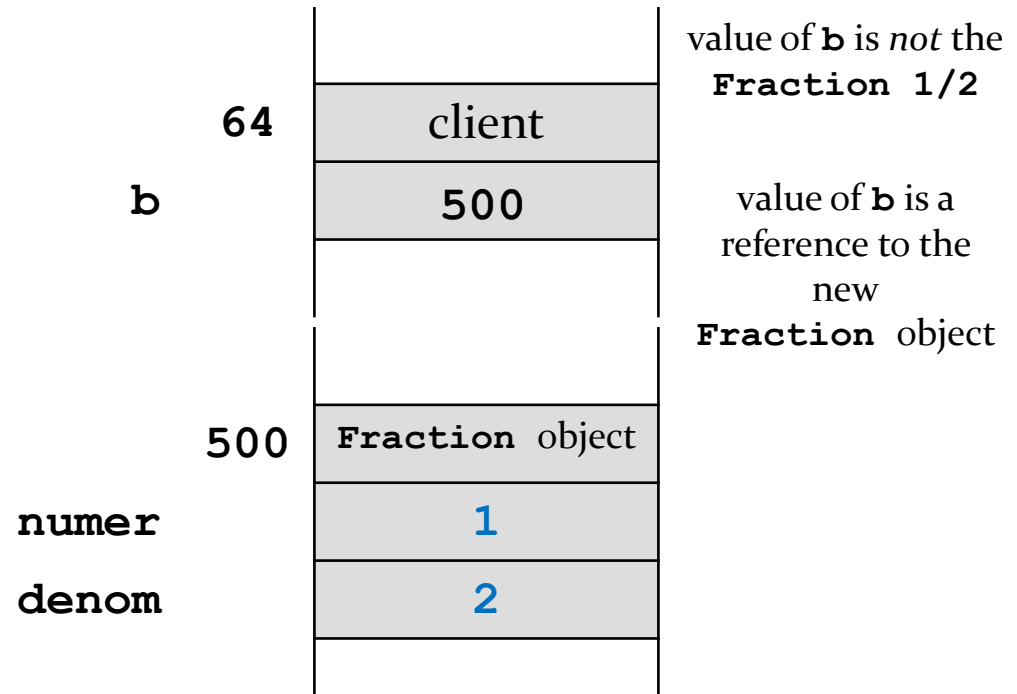 value of b is not the
Fraction 1/2
64 client
b 500
value of b is a
reference to the
new
Fraction object
500 Fraction object
numer 1
denom 2